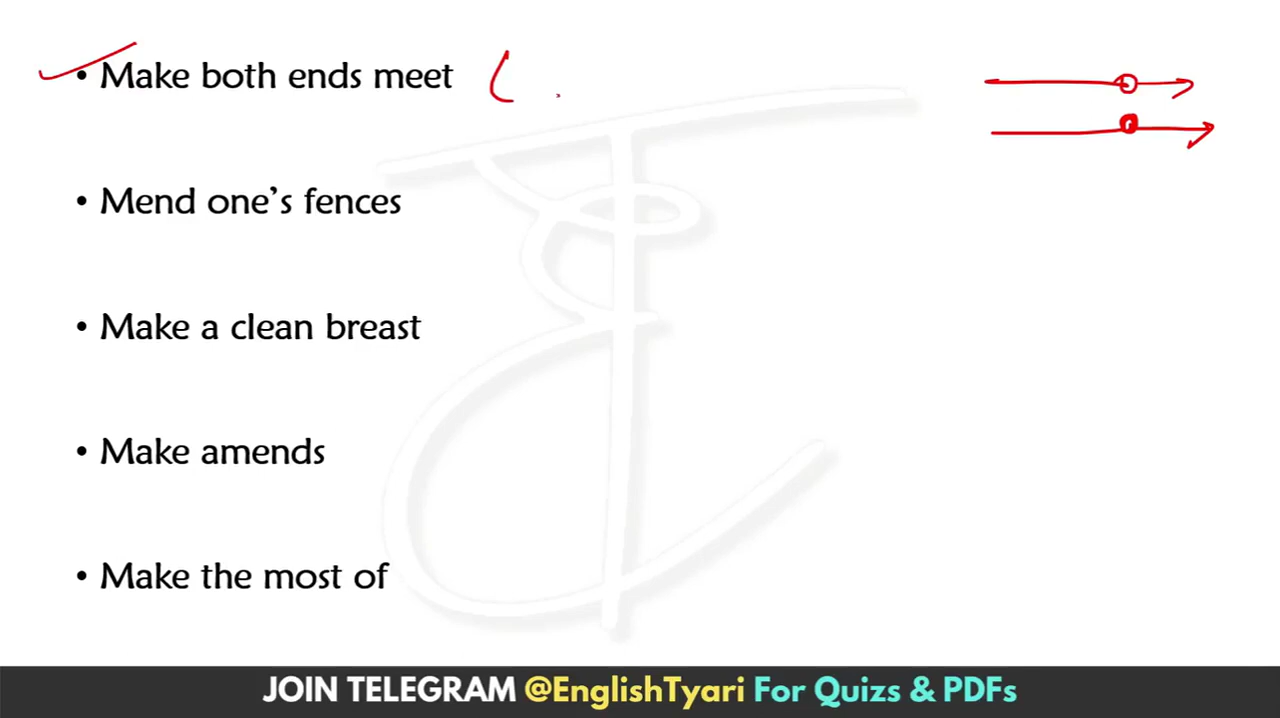 • Make both ends meet (
• Mend one’s fences
• Make a clean breast
• Make amends
• Make the most of
JOIN TELEGRAM @EnglishTyari For Quizs & PDFs